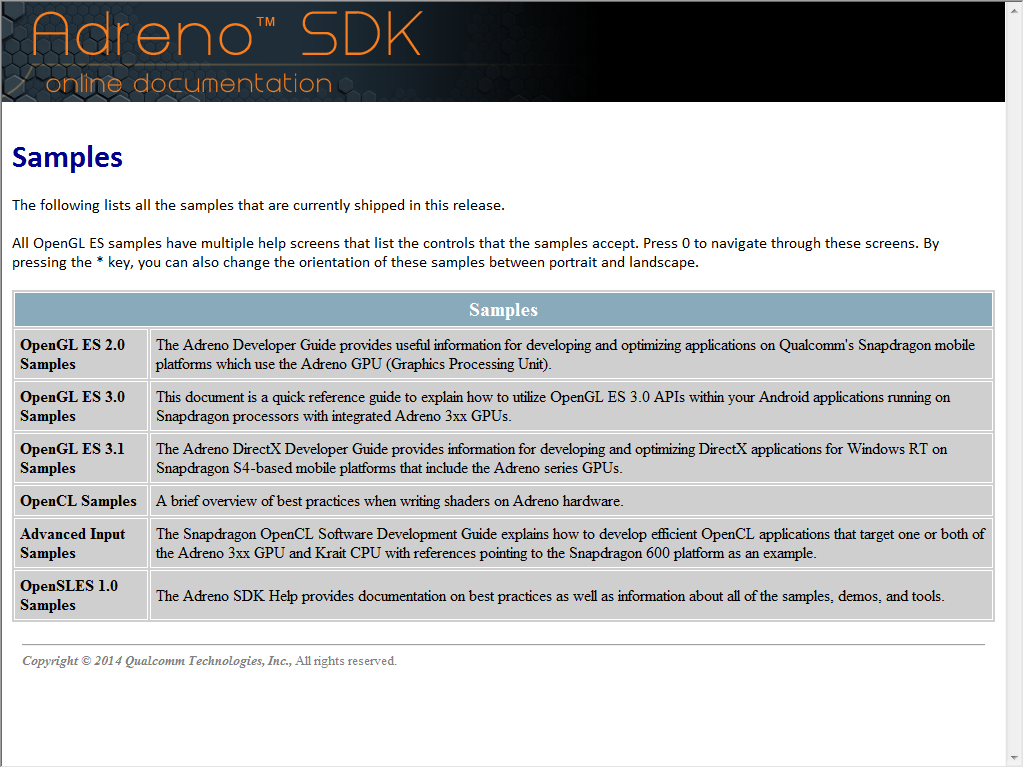 Adreno™ SDK
online documentation
Samples
The following lists all the samples that are currently shipped in this release.
All OpenGL ES samples have multiple help screens that list the controls that the samples accept. Press 0 to navigate through these screens. By
pressing the * key, you can also change the orientation of these samples between portrait and landscape.
Samples
OpenGL ES 2.0
Samples
The Adreno Developer Guide provides useful information for developing and optimizing applications on Qualcomm's Snapdragon mobile
platforms which use the Adreno GPU (Graphics Processing Unit).
OpenGL ES 3.0
Samples
This document is a quick reference guide to explain how to utilize OpenGL ES 3.0 APIs within your Android applications running on
Snapdragon processors with integrated Adreno 3xx GPUs.
OpenGL ES 3.1
Samples
The Adreno DirectX Developer Guide provides information for developing and optimizing DirectX applications for Windows RT on
Snapdragon S4-based mobile platforms that include the Adreno series GPUs.
OpenCL Samples
A brief overview of best practices when writing shaders on Adreno hardware.
Advanced Input
Samples
The Snapdragon OpenCL Software Development Guide explains how to develop efficient OpenCL applications that target one or both of
the Adreno 3xx GPU and Krait CPU with references pointing to the Snapdragon 600 platform as an example.
OpenSLES 1.0
Samples
The Adreno SDK Help provides documentation on best practices as well as information about all of the samples, demos, and tools.
Copyright © 2014 Qualcomm Technologies, Inc., All rights reserved.